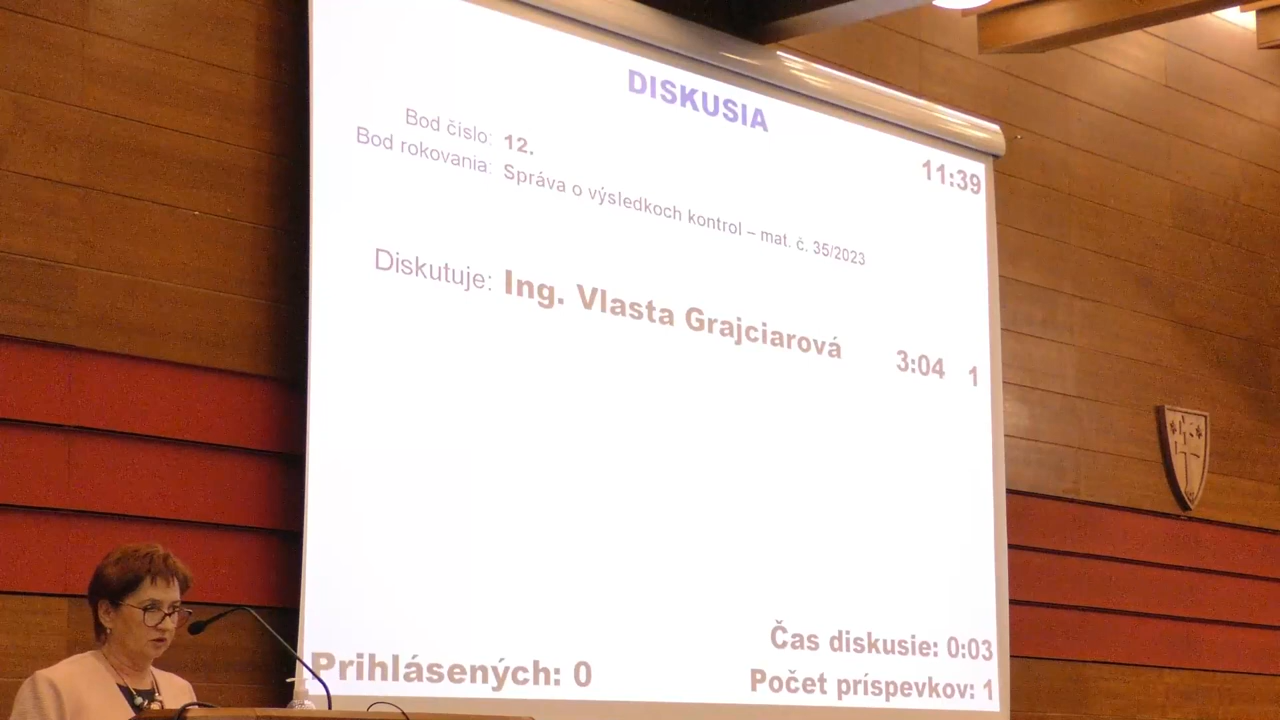 DISKUSIA
11:39
Bod číslo: 12.
Bod rokovania: Správa o výsledkoch kontrol – mat. č. 35/2023
Diskutuje: Ing. Vlasta Grajciarová 3:04 1
Čas diskusie: 0:03
Prihlásených: 0
Počet príspevkov: 1